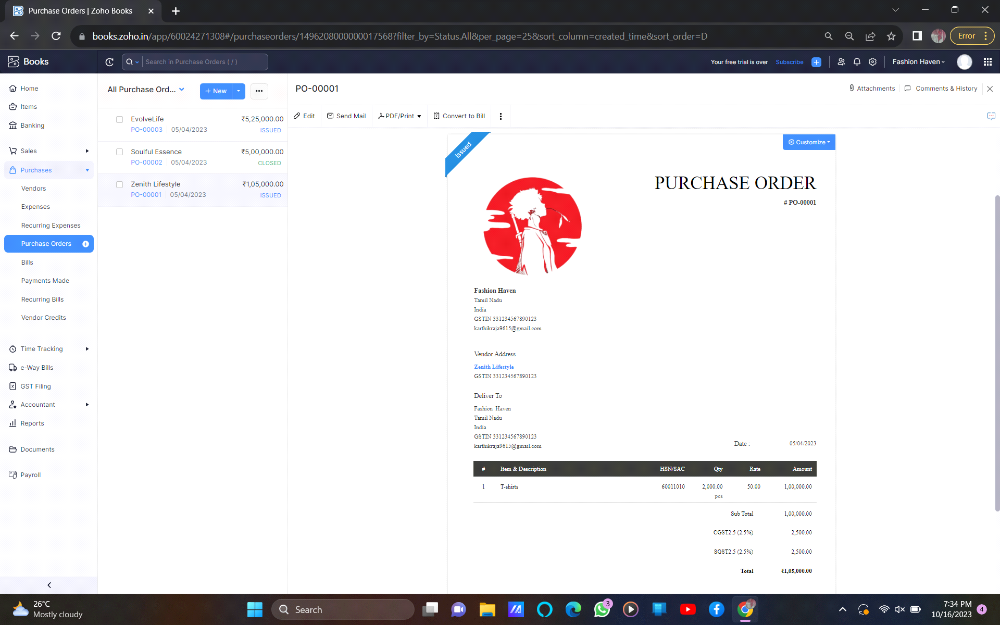 Purchase Orders | Zoho Books
books.zoho.in/app/60024271308#/purchaseorders/1496208000000017568?filter_by=Status.All&per_page=25&sort_column=created_time&sort_order=D
Error
Books
Search in Purchase Orders ( / )
Your free trial is over
Subscribe
Fashion Haven
Home
Items
Banking
Sales
Purchases
Vendors
Expenses
Recurring Expenses
Purchase Orders
Bills
Payments Made
Recurring Bills
Vendor Credits
Time Tracking
e-Way Bills
GST Filing
Accountant
Reports
Documents
Payroll
All Purchase Ord...
+ New
EvolveLife ₹5,25,000.00
PO-00003 05/04/2023 ISSUED
Soulful Essence ₹5,00,000.00
PO-00002 05/04/2023 CLOSED
Zenith Lifestyle ₹1,05,000.00
PO-00001 05/04/2023 ISSUED
PO-00001
Attachments
Comments & History
Edit
Send Mail
PDF/Print
Convert to Bill
Customize
Issued
PURCHASE ORDER
# PO-00001
Fashion Haven
Tamil Nadu
India
GSTIN 331234567890123
karthikraja9615@gmail.com
Vendor Address
Zenith Lifestyle
GSTIN 331234567890123
Deliver To
Fashion Haven
Tamil Nadu
India
GSTIN 331234567890123
karthikraja9615@gmail.com
Date : 05/04/2023
# Item & Description HSN/SAC Qty Rate Amount
1 T-shirts 60011010 2,000.00 50.00 1,00,000.00
pcs
Sub Total 1,00,000.00
CGST2.5 (2.5%) 2,500.00
SGST2.5 (2.5%) 2,500.00
Total ₹1,05,000.00
26°C
Mostly cloudy
Search
3
7:34 PM
10/16/2023
4